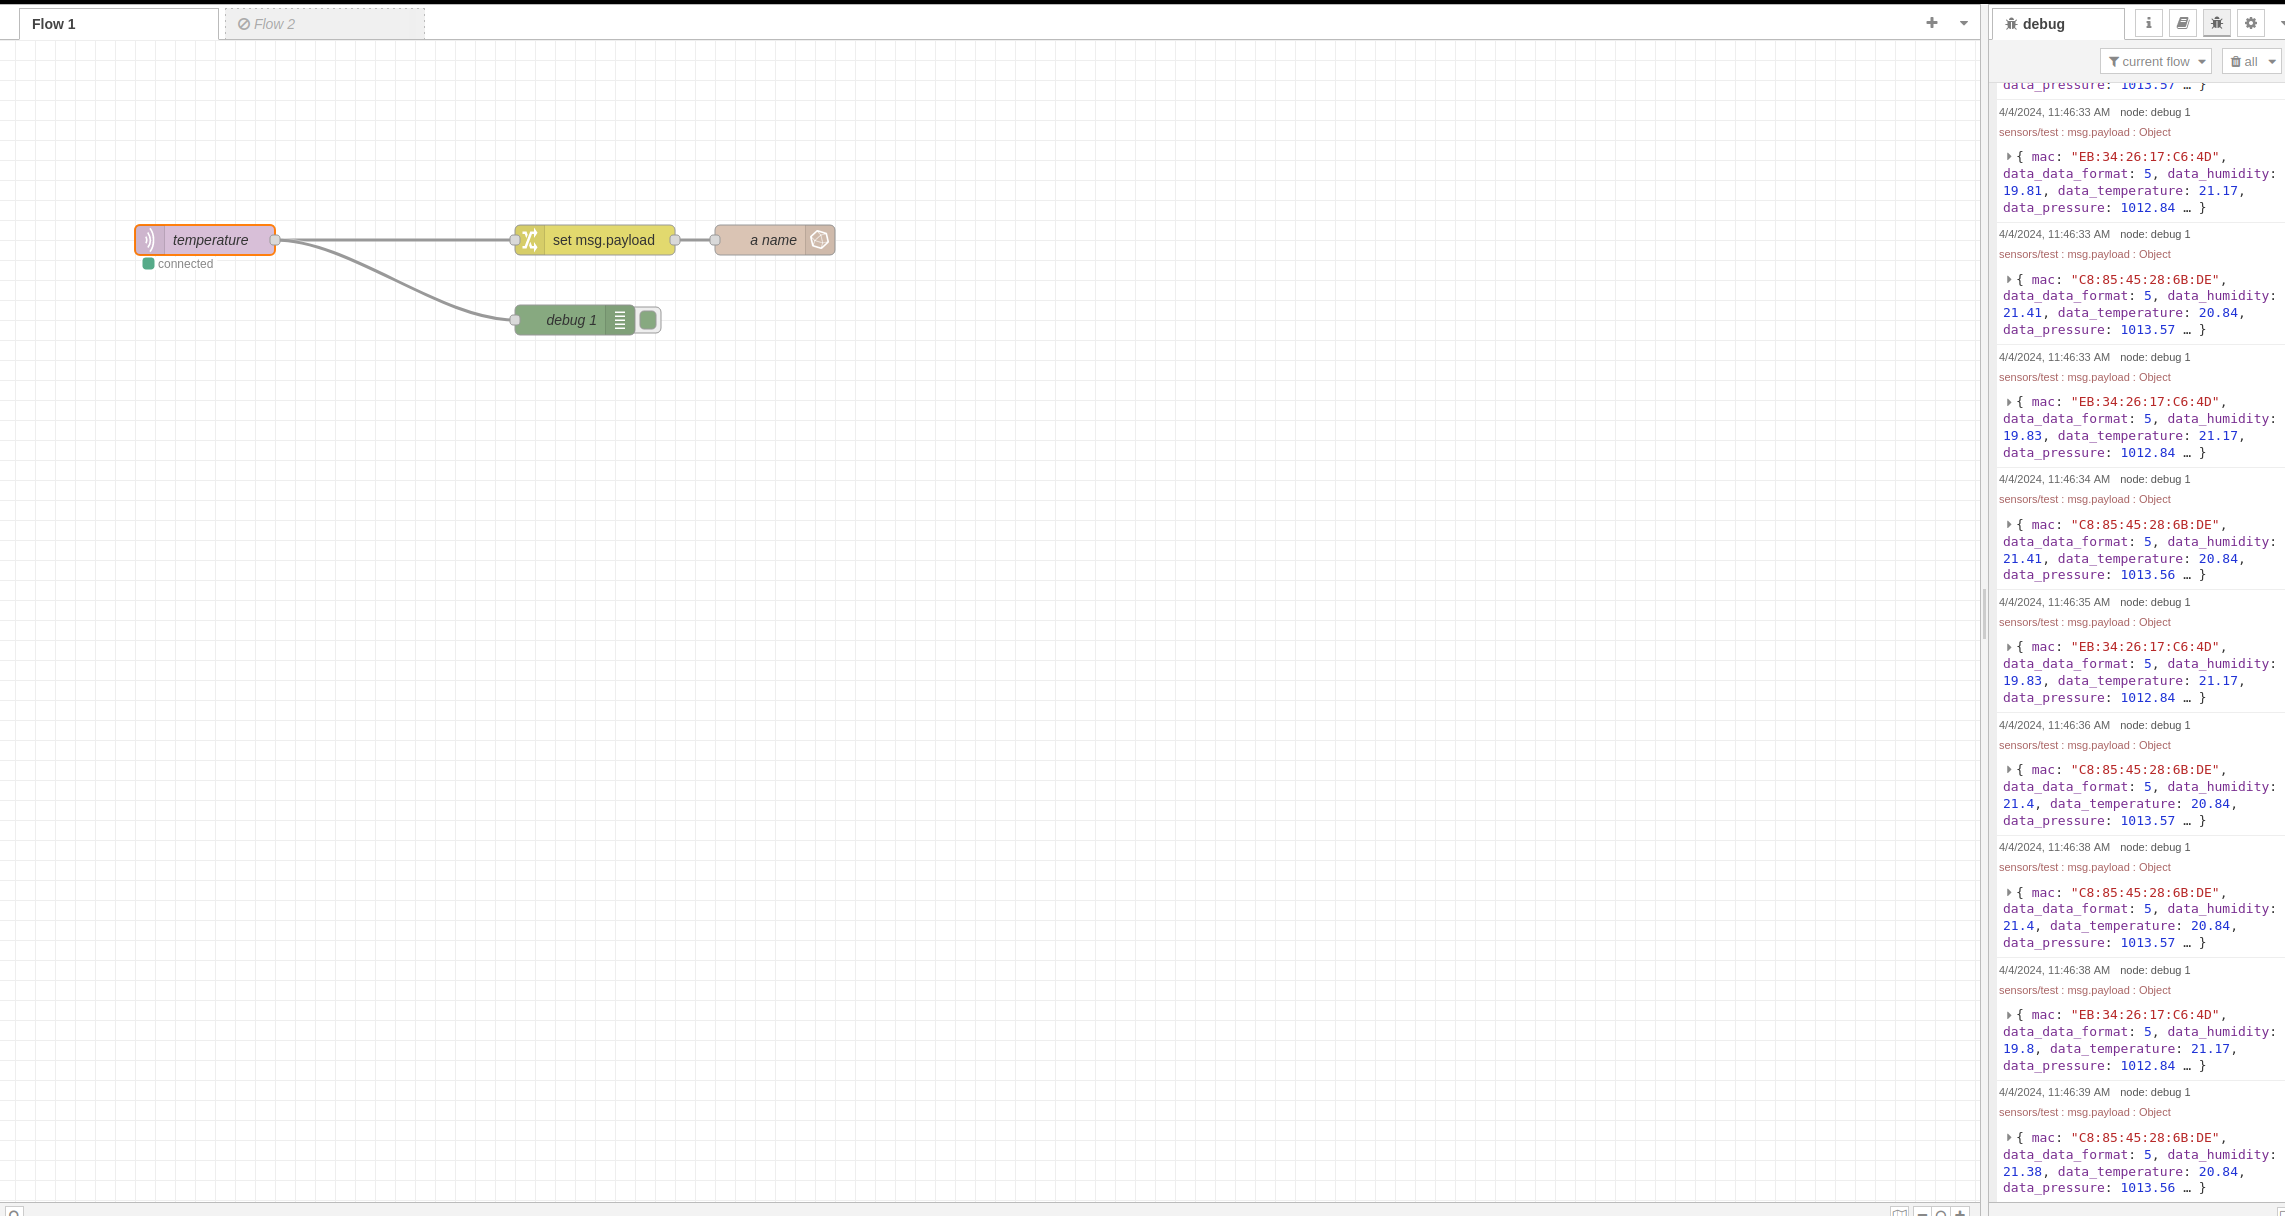 Flow 1
Flow 2
debug
current flow
all
temperature
connected
set msg.payload
a name
debug 1
data_pressure: 1013.57 … }
4/4/2024, 11:46:33 AM node: debug 1
sensors/test : msg.payload : Object
{ mac: "EB:34:26:17:C6:4D",
data_data_format: 5, data_humidity:
19.81, data_temperature: 21.17,
data_pressure: 1012.84 … }
4/4/2024, 11:46:33 AM node: debug 1
sensors/test : msg.payload : Object
{ mac: "C8:85:45:28:6B:DE",
data_data_format: 5, data_humidity:
21.41, data_temperature: 20.84,
data_pressure: 1013.57 … }
4/4/2024, 11:46:33 AM node: debug 1
sensors/test : msg.payload : Object
{ mac: "EB:34:26:17:C6:4D",
data_data_format: 5, data_humidity:
19.83, data_temperature: 21.17,
data_pressure: 1012.84 … }
4/4/2024, 11:46:34 AM node: debug 1
sensors/test : msg.payload : Object
{ mac: "C8:85:45:28:6B:DE",
data_data_format: 5, data_humidity:
21.41, data_temperature: 20.84,
data_pressure: 1013.56 … }
4/4/2024, 11:46:35 AM node: debug 1
sensors/test : msg.payload : Object
{ mac: "EB:34:26:17:C6:4D",
data_data_format: 5, data_humidity:
19.83, data_temperature: 21.17,
data_pressure: 1012.84 … }
4/4/2024, 11:46:36 AM node: debug 1
sensors/test : msg.payload : Object
{ mac: "C8:85:45:28:6B:DE",
data_data_format: 5, data_humidity:
21.4, data_temperature: 20.84,
data_pressure: 1013.57 … }
4/4/2024, 11:46:38 AM node: debug 1
sensors/test : msg.payload : Object
{ mac: "C8:85:45:28:6B:DE",
data_data_format: 5, data_humidity:
21.4, data_temperature: 20.84,
data_pressure: 1013.57 … }
4/4/2024, 11:46:38 AM node: debug 1
sensors/test : msg.payload : Object
{ mac: "EB:34:26:17:C6:4D",
data_data_format: 5, data_humidity:
19.8, data_temperature: 21.17,
data_pressure: 1012.84 … }
4/4/2024, 11:46:39 AM node: debug 1
sensors/test : msg.payload : Object
{ mac: "C8:85:45:28:6B:DE",
data_data_format: 5, data_humidity:
21.38, data_temperature: 20.84,
data_pressure: 1013.56 … }